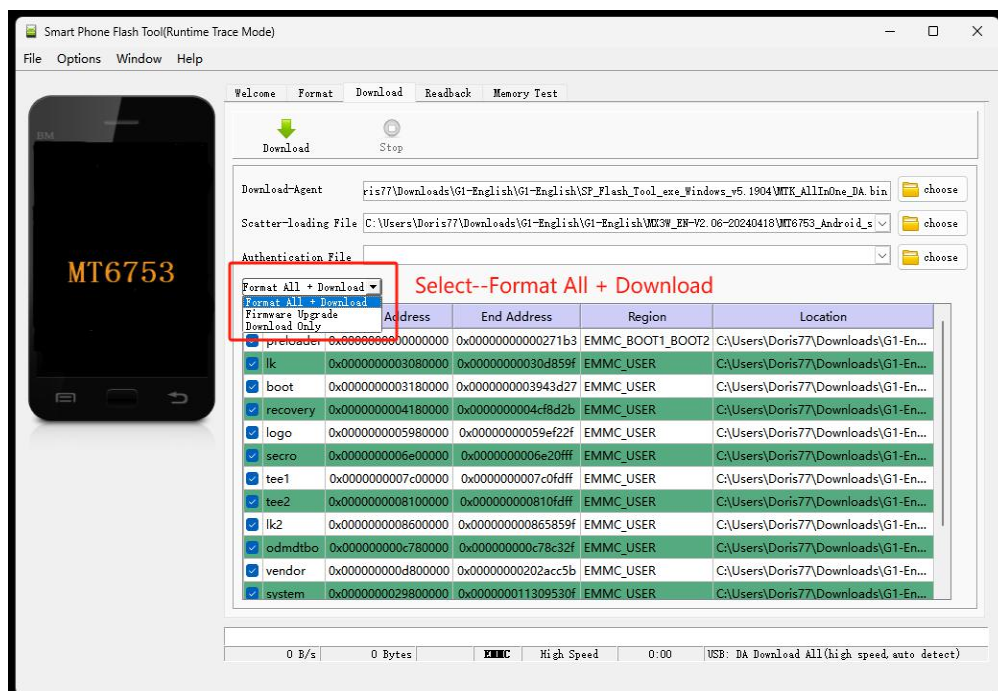 Smart Phone Flash Tool(Runtime Trace Mode)
File Options Window Help
Welcome Format Download Readback Memory Test
BM
Download Stop
Download-Agent ris77\Downloads\G1-English\G1-English\SP_Flash_Tool_exe_Windows_v5.1904\MTK_AllInOne_DA.bin choose
Scatter-loading File C:\Users\Doris77\Downloads\G1-English\G1-English\MX3W_EN-V2.06-20240418\MT6753_Android_s choose
Authentication File choose
MT6753
Format All + Download Select--Format All + Download
Format All + Download
Firmware Upgrade
Download Only
Address End Address Region Location
preloader 0x0000000000000000 0x00000000000271b3 EMMC_BOOT1_BOOT2 C:\Users\Doris77\Downloads\G1-En...
lk 0x0000000003080000 0x00000000030d859f EMMC_USER C:\Users\Doris77\Downloads\G1-En...
boot 0x0000000003180000 0x0000000003943d27 EMMC_USER C:\Users\Doris77\Downloads\G1-En...
recovery 0x0000000004180000 0x0000000004cf8d2b EMMC_USER C:\Users\Doris77\Downloads\G1-En...
logo 0x0000000005980000 0x00000000059ef22f EMMC_USER C:\Users\Doris77\Downloads\G1-En...
secro 0x0000000006e00000 0x0000000006e20fff EMMC_USER C:\Users\Doris77\Downloads\G1-En...
tee1 0x0000000007c00000 0x0000000007c0fdff EMMC_USER C:\Users\Doris77\Downloads\G1-En...
tee2 0x0000000008100000 0x000000000810fdff EMMC_USER C:\Users\Doris77\Downloads\G1-En...
lk2 0x0000000008600000 0x000000000865859f EMMC_USER C:\Users\Doris77\Downloads\G1-En...
odmdtbo 0x000000000c780000 0x000000000c78c32f EMMC_USER C:\Users\Doris77\Downloads\G1-En...
vendor 0x000000000d800000 0x00000000202acc5b EMMC_USER C:\Users\Doris77\Downloads\G1-En...
system 0x0000000029800000 0x000000011309530f EMMC_USER C:\Users\Doris77\Downloads\G1-En...
0 B/s 0 Bytes EMMC High Speed 0:00 USB: DA Download All(high speed,auto detect)